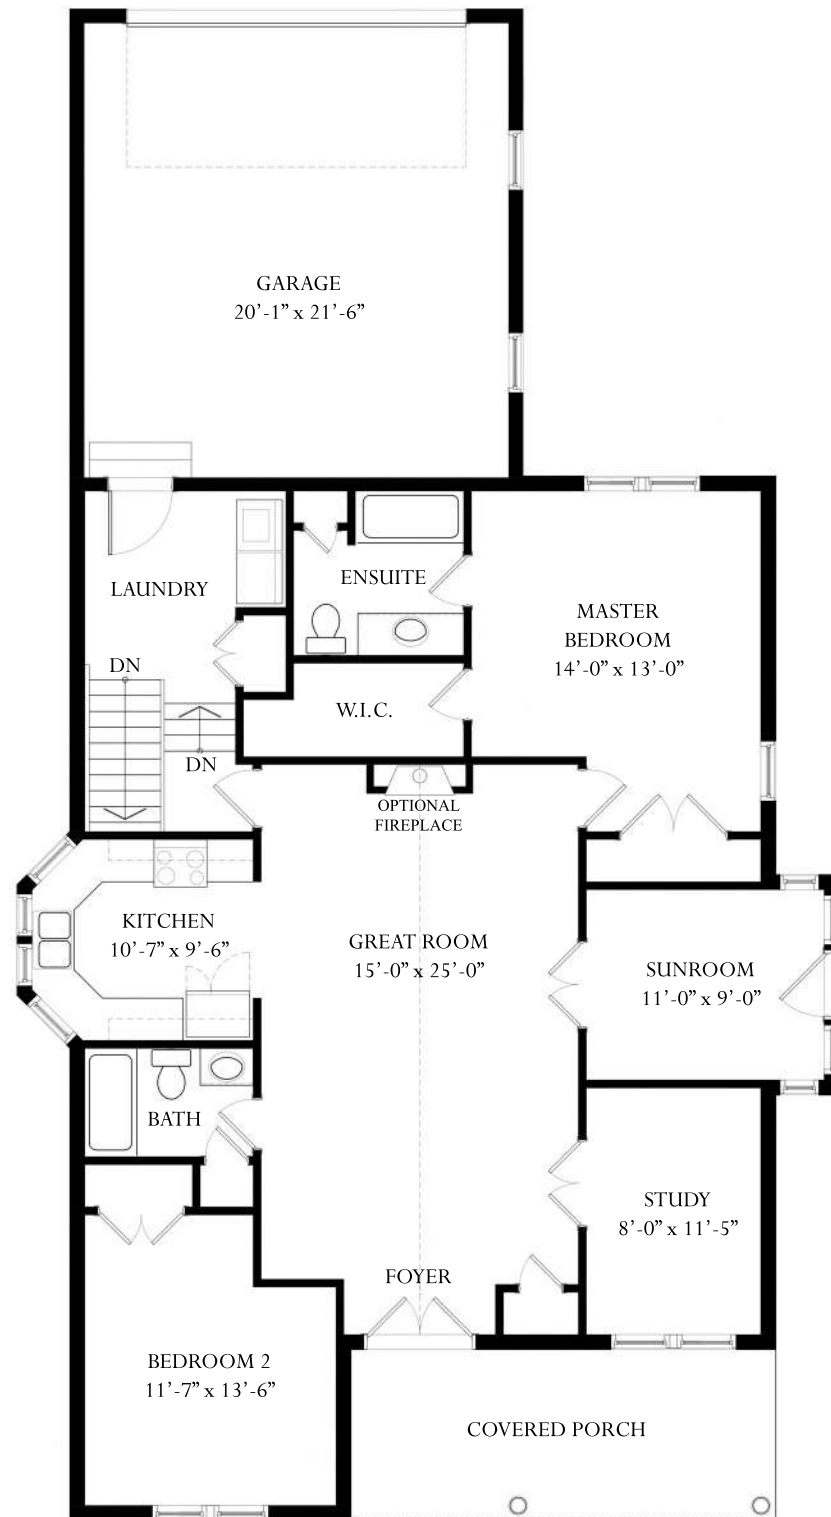 GARAGE
20'-1" x 21'-6"
LAUNDRY
ENSUITE
MASTER
BEDROOM
14'-0" x 13'-0"
DN
W.I.C.
DN
OPTIONAL
FIREPLACE
KITCHEN
10'-7" x 9'-6"
GREAT ROOM
15'-0" x 25'-0"
SUNROOM
11'-0" x 9'-0"
BATH
STUDY
8'-0" x 11'-5"
FOYER
BEDROOM 2
11'-7" x 13'-6"
COVERED PORCH